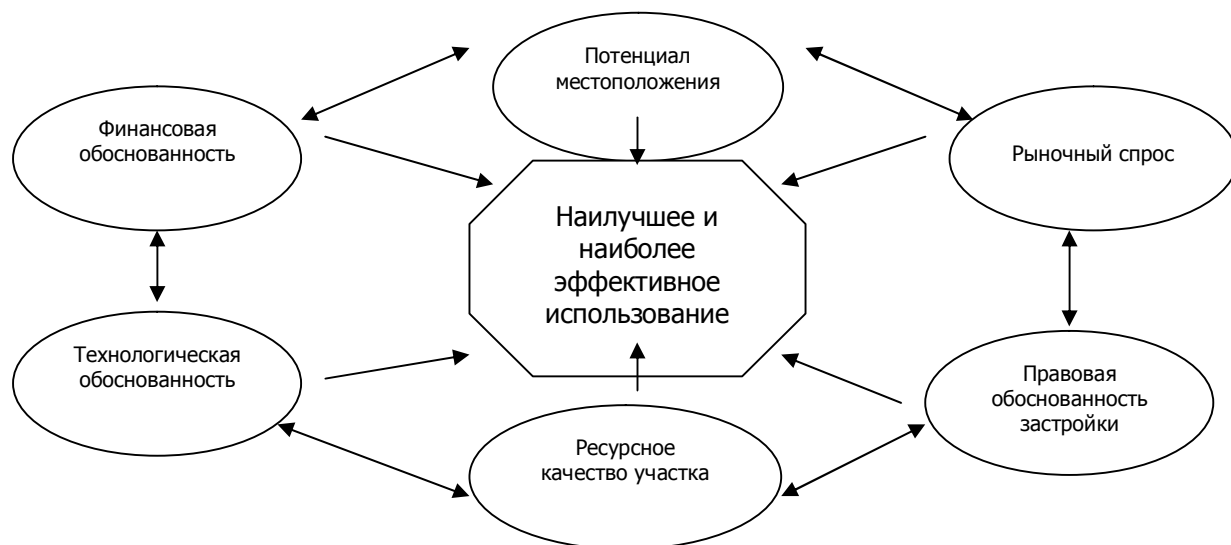 Потенциал
местоположения
Финансовая
обоснованность
Рыночный спрос
Наилучшее и
наиболее
эффективное
использование
Технологическая
обоснованность
Правовая
обоснованность
застройки
Ресурсное
качество участка